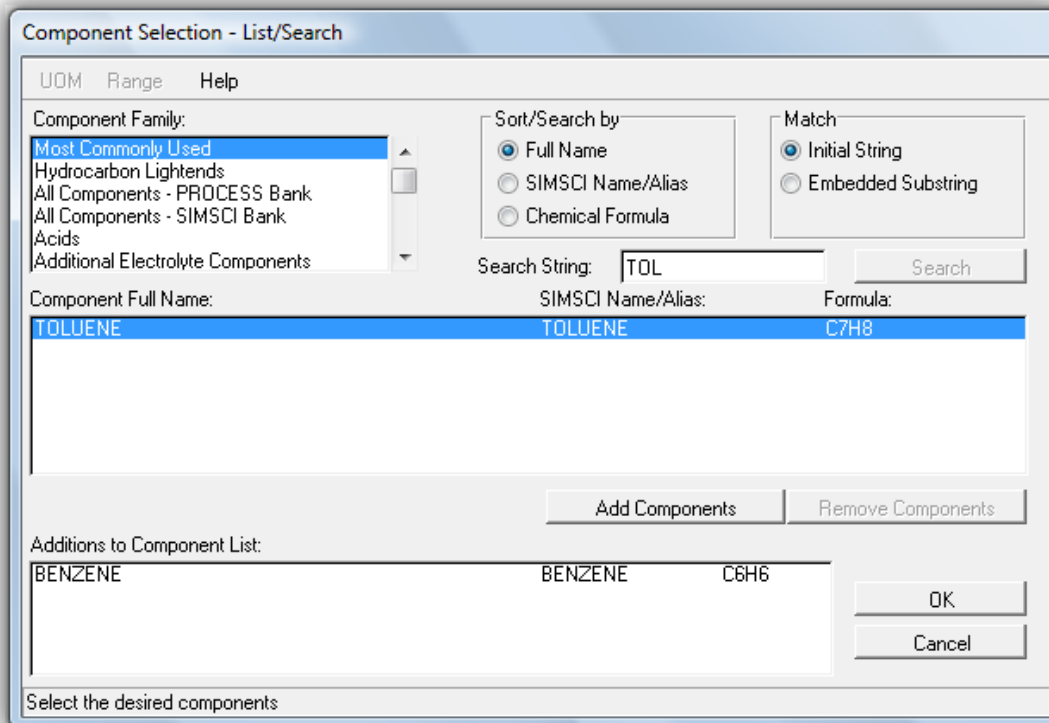 Component Selection - List/Search
UOM Range Help
Component Family:
Most Commonly Used
Hydrocarbon Lightends
All Components - PROCESS Bank
All Components - SIMSCI Bank
Acids
Additional Electrolyte Components
Sort/Search by
Full Name
SIMSCI Name/Alias
Chemical Formula
Match
Initial String
Embedded Substring
Search String: TOL Search
Component Full Name: SIMSCI Name/Alias: Formula:
TOLUENE TOLUENE C7H8
Add Components Remove Components
Additions to Component List:
BENZENE BENZENE C6H6
OK
Cancel
Select the desired components